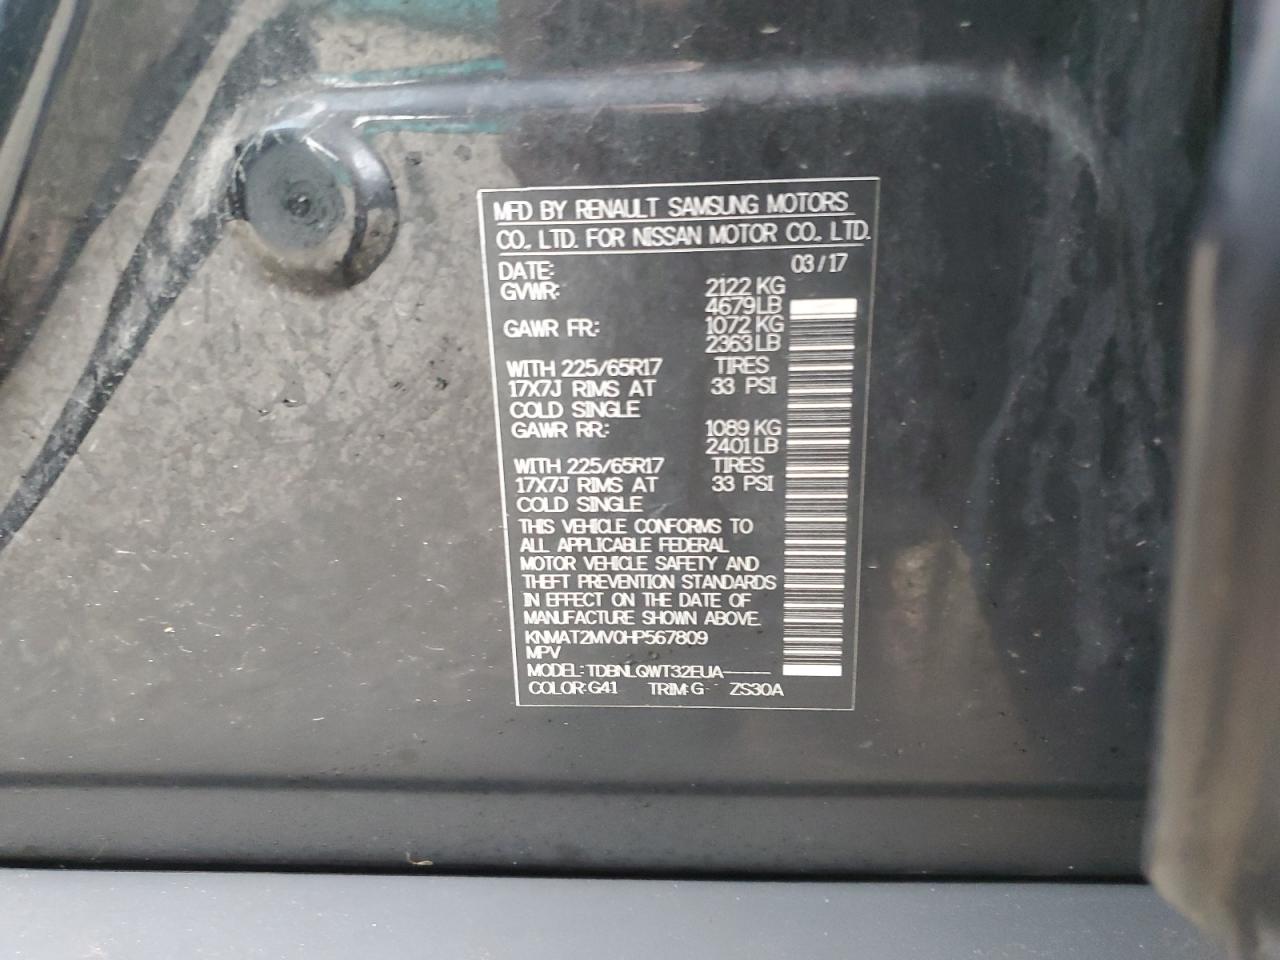 MFD BY RENAULT SAMSUNG MOTORS
CO., LTD. FOR NISSAN MOTOR CO., LTD.
DATE: 03/17
GVWR: 2122 KG
4679 LB
GAWR FR: 1072 KG
2363 LB
WITH 225/65R17 TIRES
17X7J RIMS AT 33 PSI
COLD SINGLE
GAWR RR: 1089 KG
2401 LB
WITH 225/65R17 TIRES
17X7J RIMS AT 33 PSI
COLD SINGLE
THIS VEHICLE CONFORMS TO
ALL APPLICABLE FEDERAL
MOTOR VEHICLE SAFETY AND
THEFT PREVENTION STANDARDS
IN EFFECT ON THE DATE OF
MANUFACTURE SHOWN ABOVE.
KNMAT2MV0HP567809
MPV
MODEL: TDBNLQWT32EUA-----
COLOR: G41 TRIM: G ZS30A